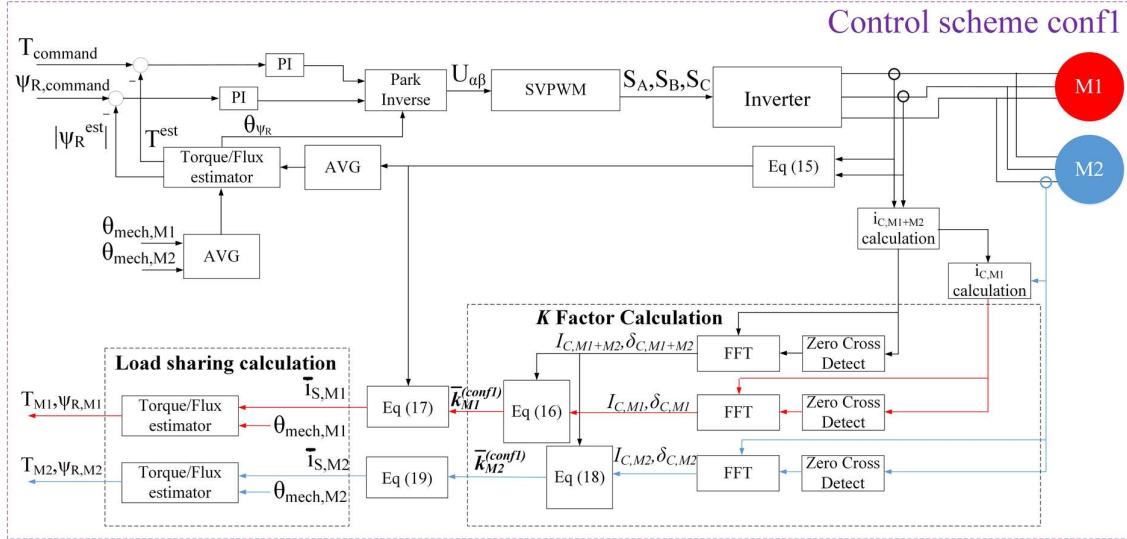 Control scheme conf1
T_command
ψ_R,command
PI
PI
Park
Inverse
U_αβ
SVPWM
S_A,S_B,S_C
Inverter
M1
M2
|ψ_R^est|
T^est
θ_ψR
Torque/Flux
estimator
AVG
Eq (15)
θ_mech,M1
θ_mech,M2
AVG
i_C,M1+M2
calculation
i_C,M1
calculation
K Factor Calculation
I_C,M1+M2,δ_C,M1+M2
FFT
Zero Cross
Detect
Load sharing calculation
T_M1,ψ_R,M1
Torque/Flux
estimator
i̅_S,M1
θ_mech,M1
Eq (17)
k̅_M1^(conf1)
Eq (16)
I_C,M1,δ_C,M1
FFT
Zero Cross
Detect
T_M2,ψ_R,M2
Torque/Flux
estimator
i̅_S,M2
θ_mech,M2
Eq (19)
k̅_M2^(conf1)
Eq (18)
I_C,M2,δ_C,M2
FFT
Zero Cross
Detect